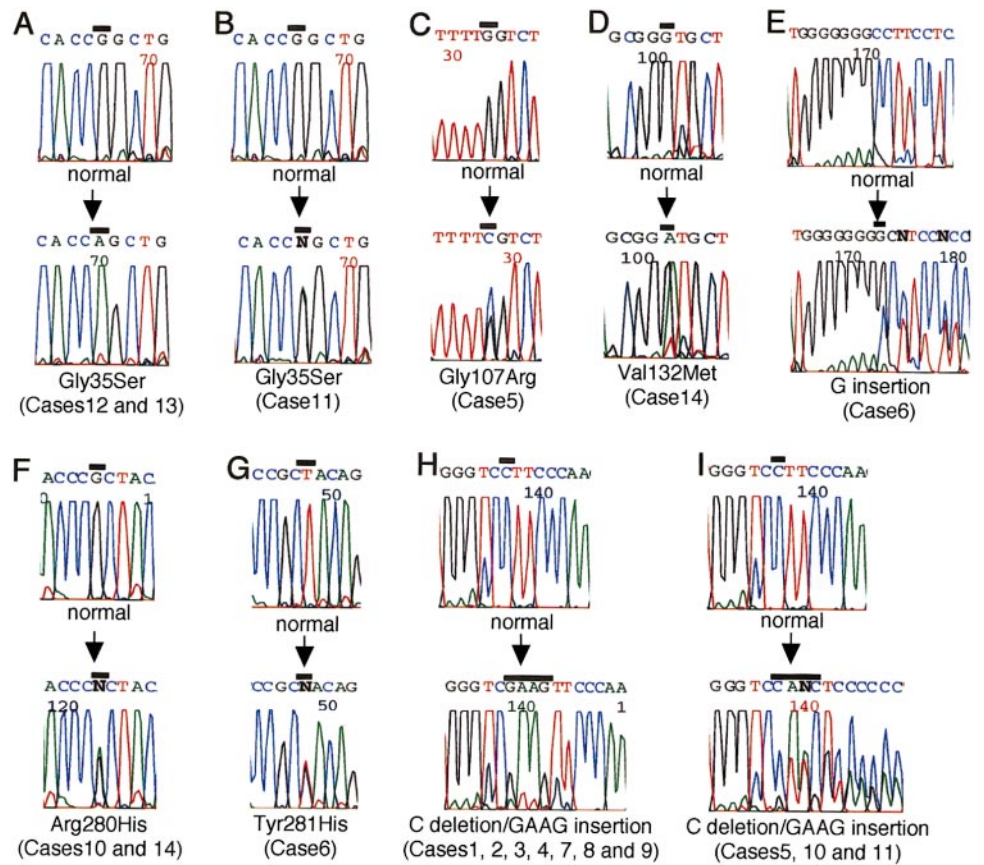 A B C D E
CACCGGCTG CACCGGCTG TTTTGGTCT GCGGGTGCT TGGGGGGGCCTTCCTC
70 70 30 100 170
normal normal normal normal normal
CACCAGCTG CACCNGCTG TTTTCGTCT GCGGATGCT TGGGGGGGGCNTCCNCC
70 70 30 100 170 180
Gly35Ser Gly35Ser Gly107Arg Val132Met G insertion
(Cases12 and 13) (Case11) (Case5) (Case14) (Case6)
F G H I
ACCCGCTAC CCGCTACAG GGGTCCTTCCCAA GGGTCCTTCCCAA
1 50 140 140
normal normal normal normal
ACCCNCTAC CCGCNACAG GGGTCGAAGTTCCCAA GGGTCCANCTCCCCCC
120 50 140 1 140
Arg280His Tyr281His C deletion/GAAG insertion C deletion/GAAG insertion
(Cases10 and 14) (Case6) (Cases1, 2, 3, 4, 7, 8 and 9) (Cases5, 10 and 11)